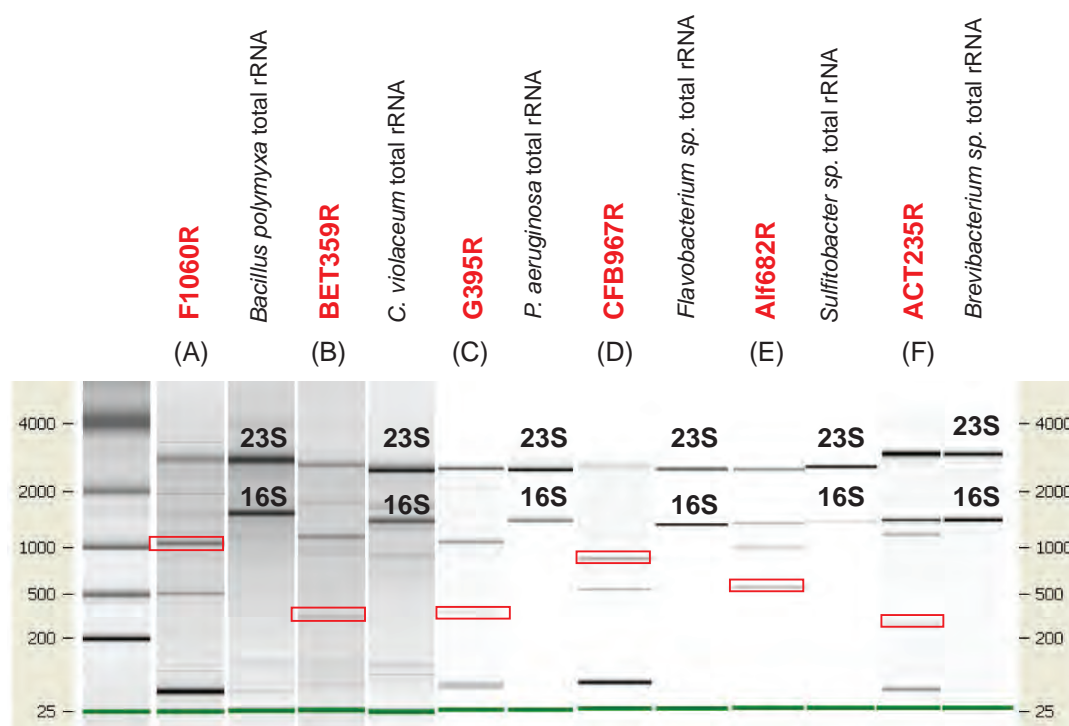 F1060R
Bacillus polymyxa total rRNA
BET359R
C. violaceum total rRNA
G395R
P. aeruginosa total rRNA
CFB967R
Flavobacterium sp. total rRNA
Alf682R
Sulfitobacter sp. total rRNA
ACT235R
Brevibacterium sp. total rRNA
(A)
(B)
(C)
(D)
(E)
(F)
4000
2000
1000
500
200
25
23S
16S
23S
16S
23S
16S
23S
16S
23S
16S
23S
16S
4000
2000
1000
500
200
25